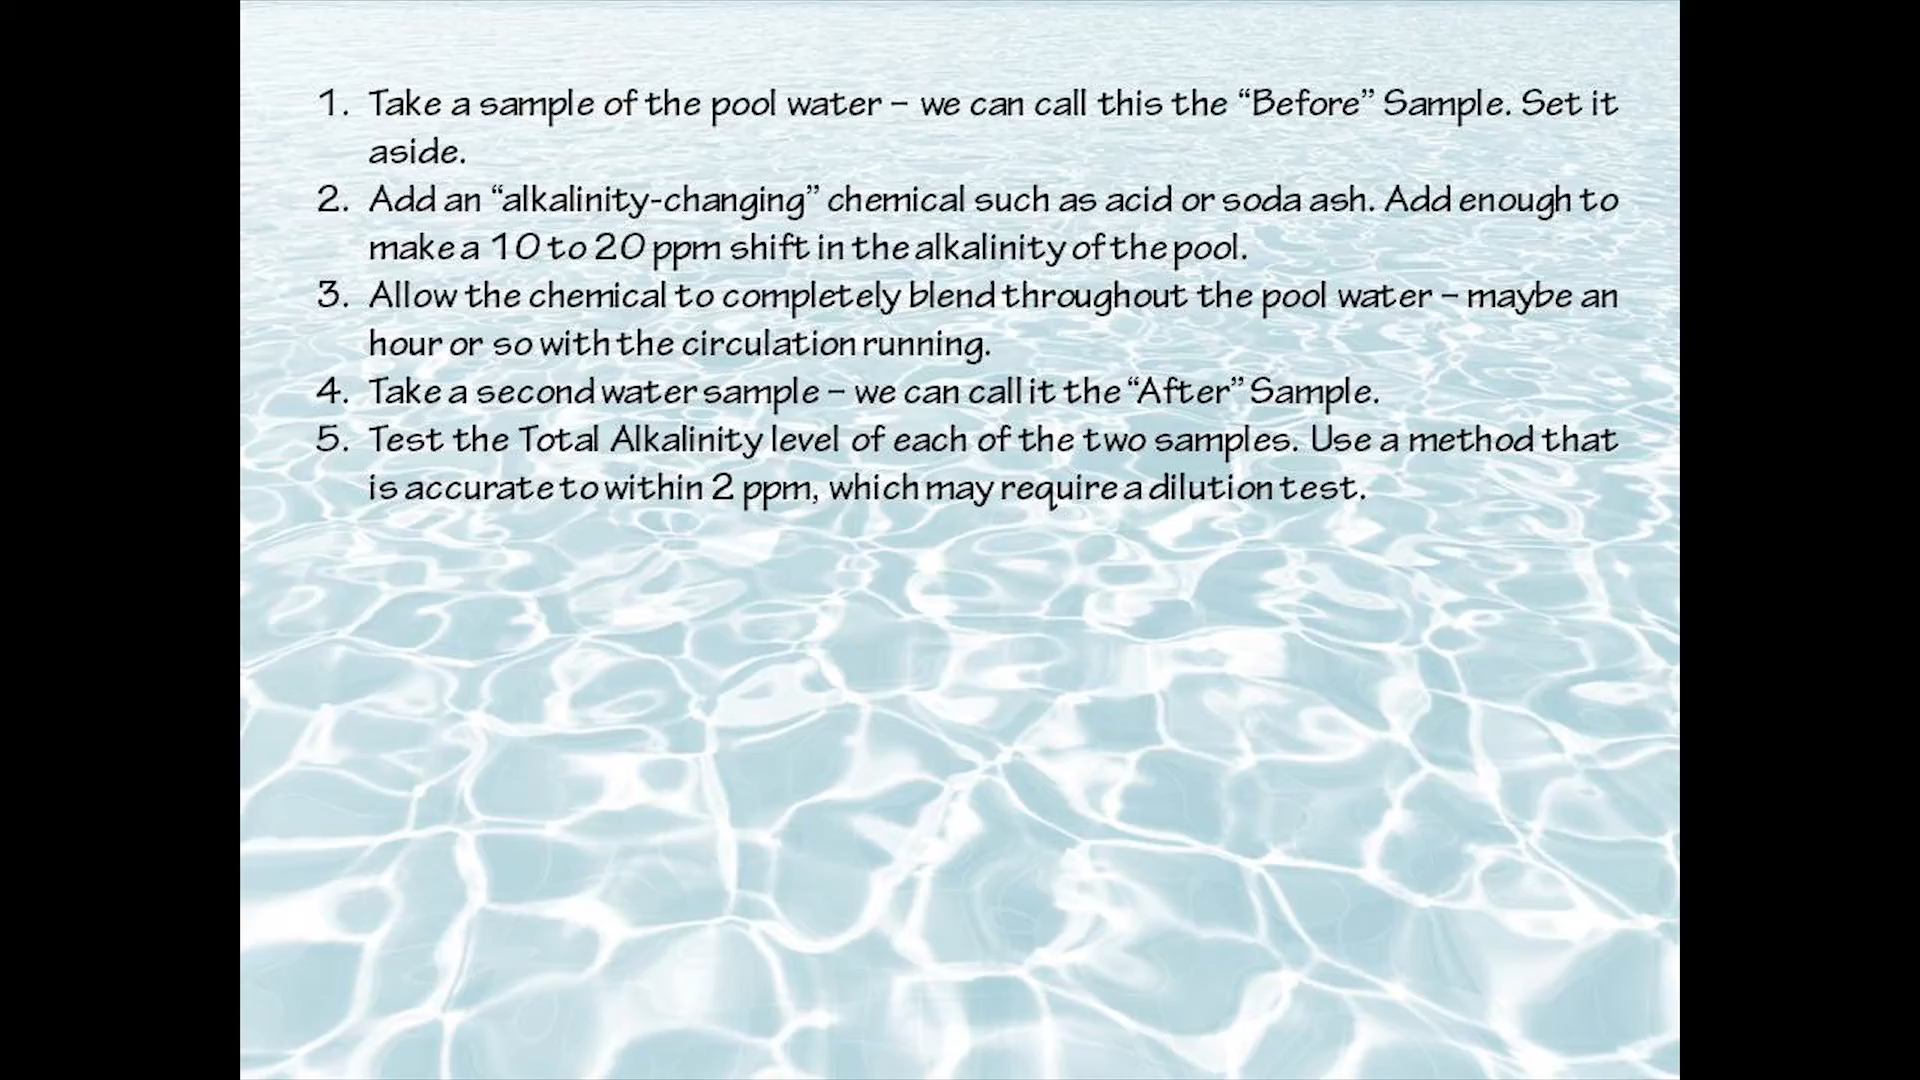 1. Take a sample of the pool water – we can call this the “Before” Sample. Set it
aside.
2. Add an “alkalinity-changing” chemical such as acid or soda ash. Add enough to
make a 10 to 20 ppm shift in the alkalinity of the pool.
3. Allow the chemical to completely blend throughout the pool water – maybe an
hour or so with the circulation running.
4. Take a second water sample – we can call it the “After” Sample.
5. Test the Total Alkalinity level of each of the two samples. Use a method that
is accurate to within 2 ppm, which may require a dilution test.